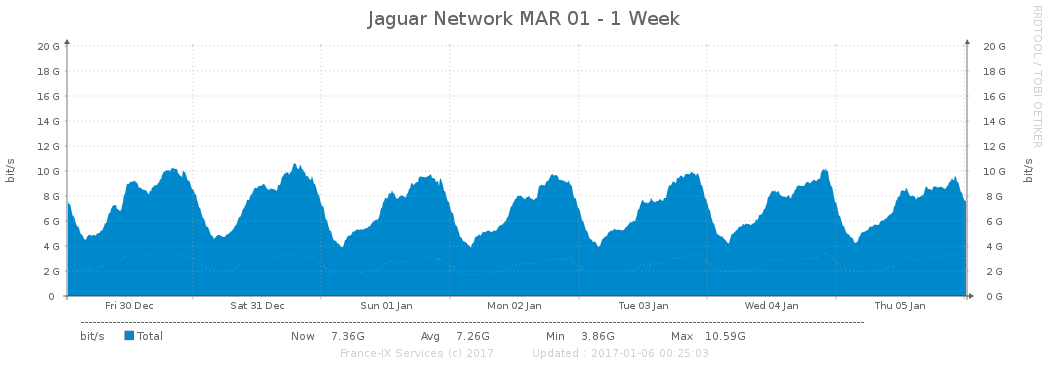 Jaguar Network MAR 01 - 1 Week
RRDTOOL / TOBI OETIKER
bit/s
20 G 20 G
18 G 18 G
16 G 16 G
14 G 14 G
12 G 12 G
10 G 10 G
8 G 8 G
6 G 6 G
4 G 4 G
2 G 2 G
0 0 G
bit/s
Fri 30 Dec Sat 31 Dec Sun 01 Jan Mon 02 Jan Tue 03 Jan Wed 04 Jan Thu 05 Jan
bit/s Total Now 7.36G Avg 7.26G Min 3.86G Max 10.59G
France-IX Services (c) 2017 Updated : 2017-01-06 00:25:03